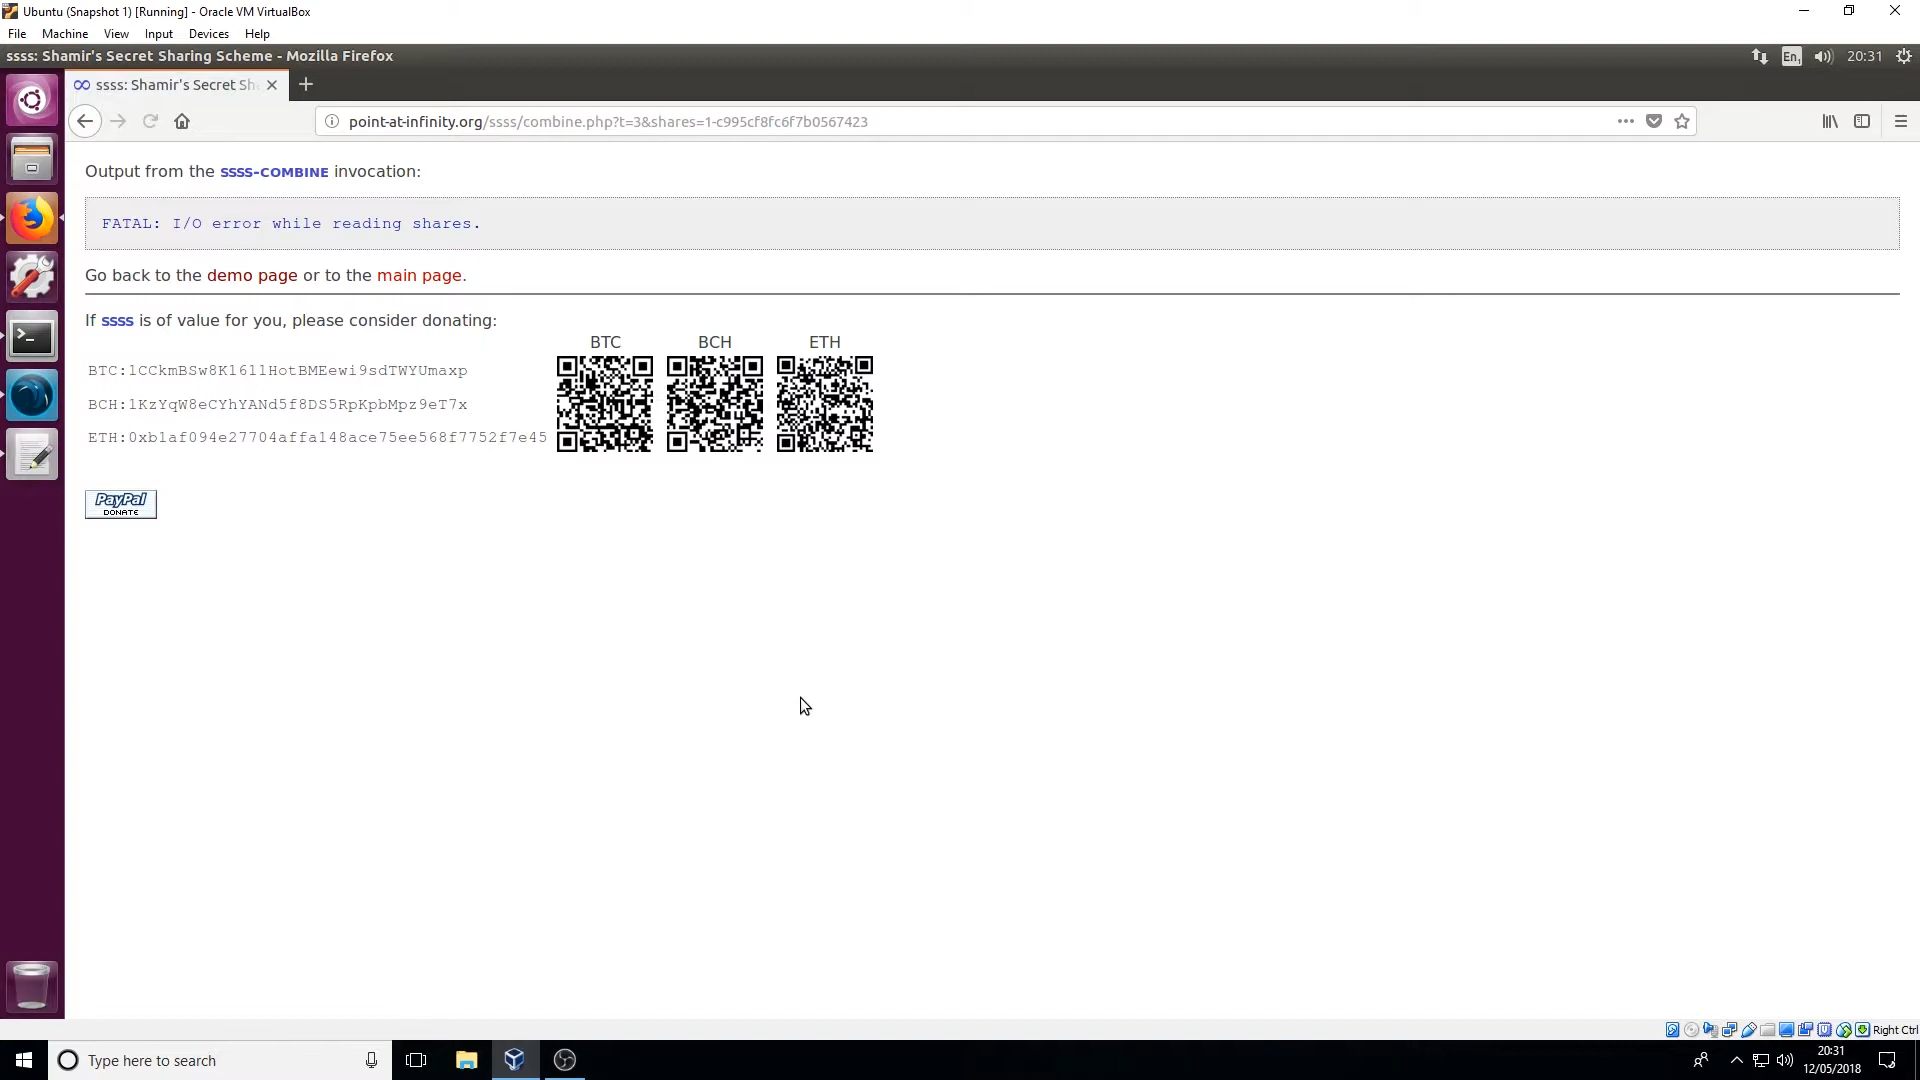 Ubuntu (Snapshot 1) [Running] - Oracle VM VirtualBox
File Machine View Input Devices Help
ssss: Shamir's Secret Sharing Scheme - Mozilla Firefox
En1
20:31
ssss: Shamir's Secret Sh
point-at-infinity.org/ssss/combine.php?t=3&shares=1-c995cf8fc6f7b0567423
Output from the SSSS-COMBINE invocation:
FATAL: I/O error while reading shares.
Go back to the demo page or to the main page.
If ssss is of value for you, please consider donating:
BTC BCH ETH
BTC:1CCkmBSw8K1611HotBMEewi9sdTWYUmaxp
BCH:1KzYqW8eCYhYANd5f8DS5RpKpbMpz9eT7x
ETH:0xb1af094e27704affa148ace75ee568f7752f7e45
PayPal
DONATE
Right Ctrl
Type here to search
20:31
12/05/2018